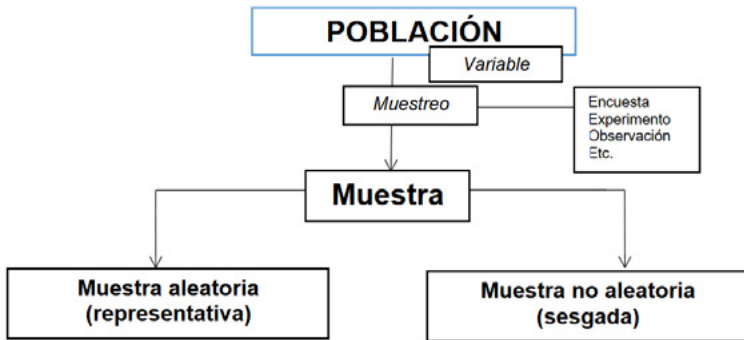 POBLACIÓN
Variable
Muestreo
Encuesta
Experimento
Observación
Etc.
Muestra
Muestra aleatoria
(representativa)
Muestra no aleatoria
(sesgada)